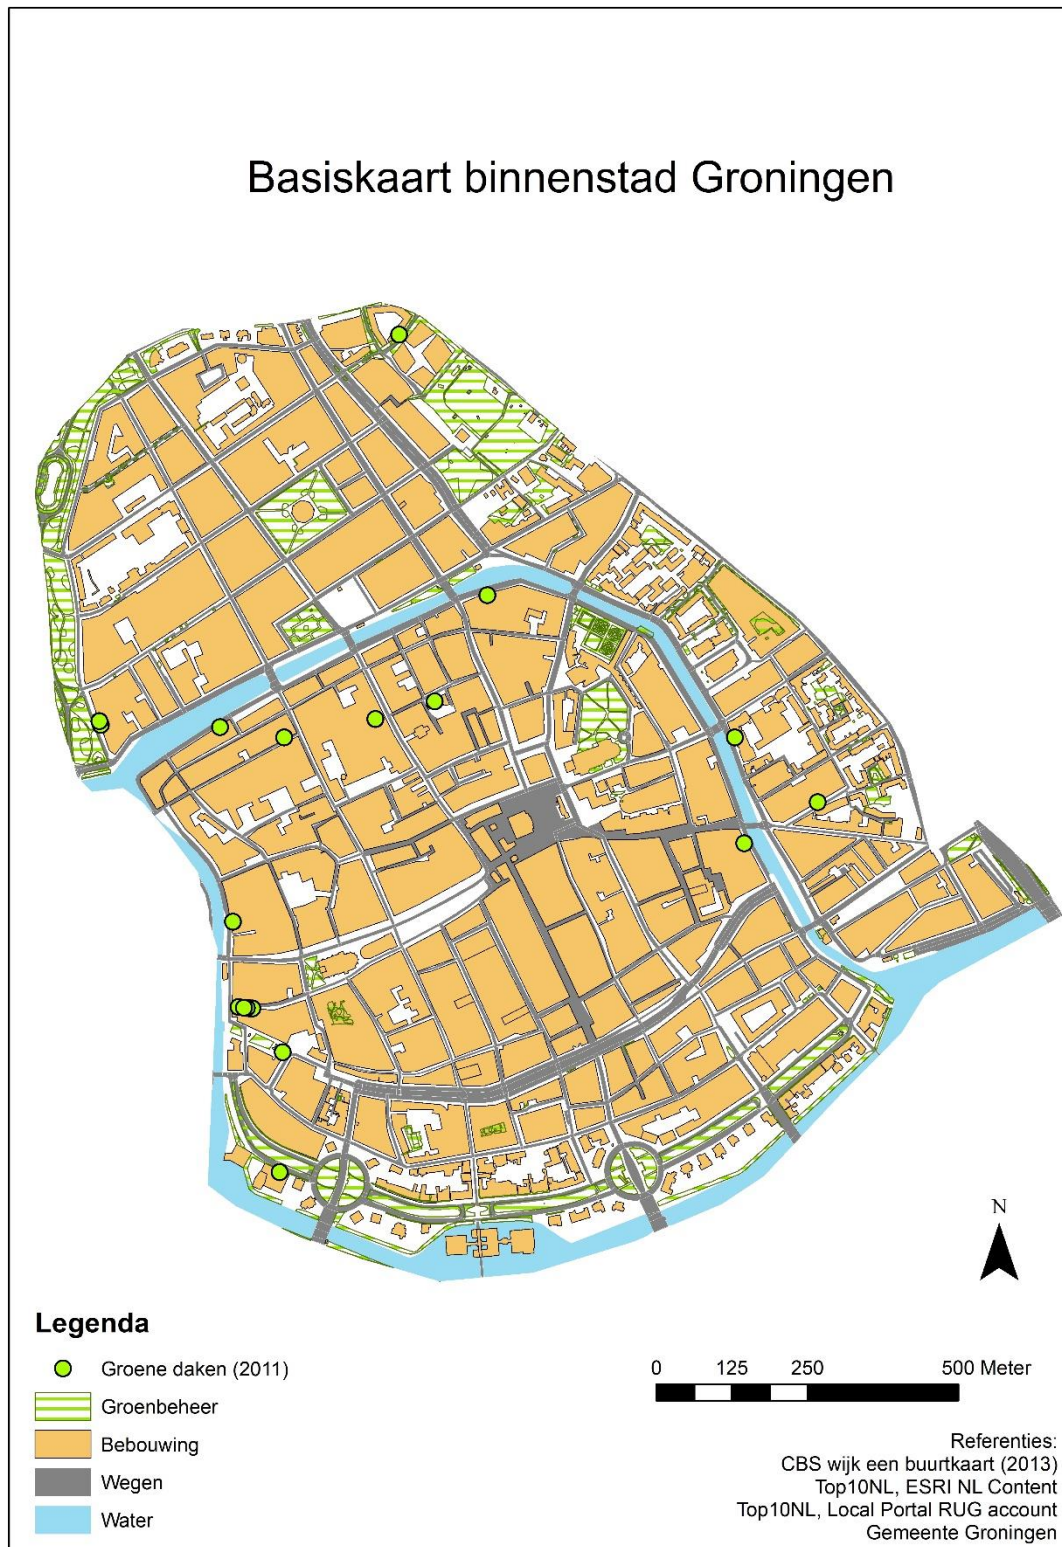 Basiskaart binnenstad Groningen
N
Legenda
Groene daken (2011)
Groenbeheer
Bebouwing
Wegen
Water
0 125 250 500 Meter
Referenties:
CBS wijk een buurtkaart (2013)
Top10NL, ESRI NL Content
Top10NL, Local Portal RUG account
Gemeente Groningen